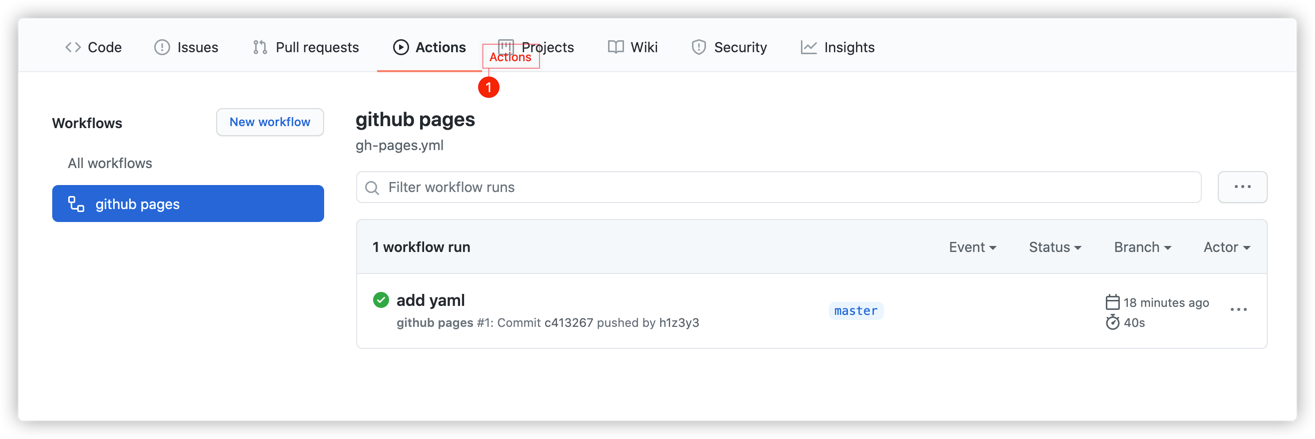 Code Issues Pull requests Actions Projects Wiki Security Insights
Actions
1
Workflows New workflow
All workflows
github pages
github pages
gh-pages.yml
Filter workflow runs
1 workflow run Event Status Branch Actor
add yaml
github pages #1: Commit c413267 pushed by h1z3y3
master
18 minutes ago
40s